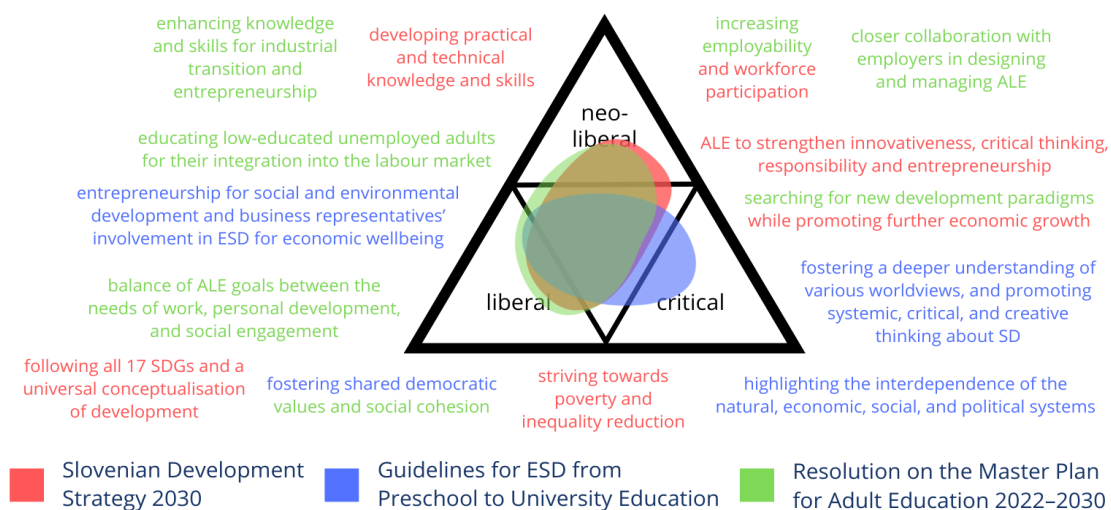 enhancing knowledge
and skills for industrial
transition and
entrepreneurship
developing practical
and technical
knowledge and skills
increasing
employability
and workforce
participation
closer collaboration with
employers in designing
and managing ALE
neo-
liberal
educating low-educated unemployed adults
for their integration into the labour market
ALE to strengthen innovativeness, critical thinking,
responsibility and entrepreneurship
entrepreneurship for social and environmental
development and business representatives’
involvement in ESD for economic wellbeing
searching for new development paradigms
while promoting further economic growth
balance of ALE goals between the
needs of work, personal development,
and social engagement
liberal
critical
fostering a deeper understanding of
various worldviews, and promoting
systemic, critical, and creative
thinking about SD
following all 17 SDGs and a
universal conceptualisation
of development
fostering shared democratic
values and social cohesion
striving towards
poverty and
inequality reduction
highlighting the interdependence of the
natural, economic, social, and political systems
Slovenian Development
Strategy 2030
Guidelines for ESD from
Preschool to University Education
Resolution on the Master Plan
for Adult Education 2022–2030